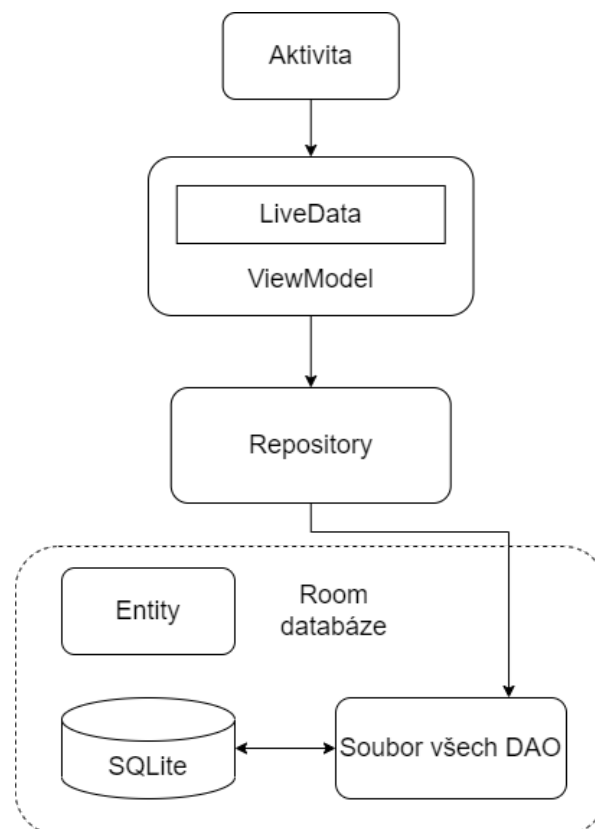 Aktivita
LiveData
ViewModel
Repository
Entity
Room
databáze
SQLite
Soubor všech DAO